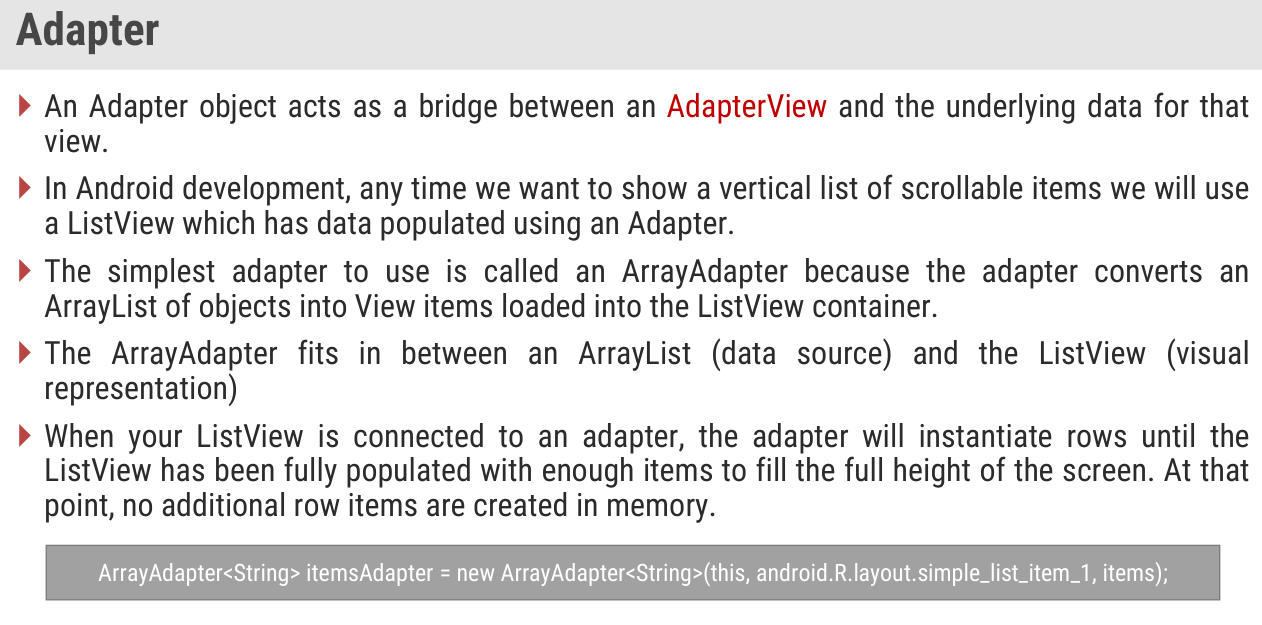 Adapter
An Adapter object acts as a bridge between an AdapterView and the underlying data for that
view.
In Android development, any time we want to show a vertical list of scrollable items we will use
a ListView which has data populated using an Adapter.
The simplest adapter to use is called an ArrayAdapter because the adapter converts an
ArrayList of objects into View items loaded into the ListView container.
The ArrayAdapter fits in between an ArrayList (data source) and the ListView (visual
representation)
When your ListView is connected to an adapter, the adapter will instantiate rows until the
ListView has been fully populated with enough items to fill the full height of the screen. At that
point, no additional row items are created in memory.
ArrayAdapter<String> itemsAdapter = new ArrayAdapter<String>(this, android.R.layout.simple_list_item_1, items);